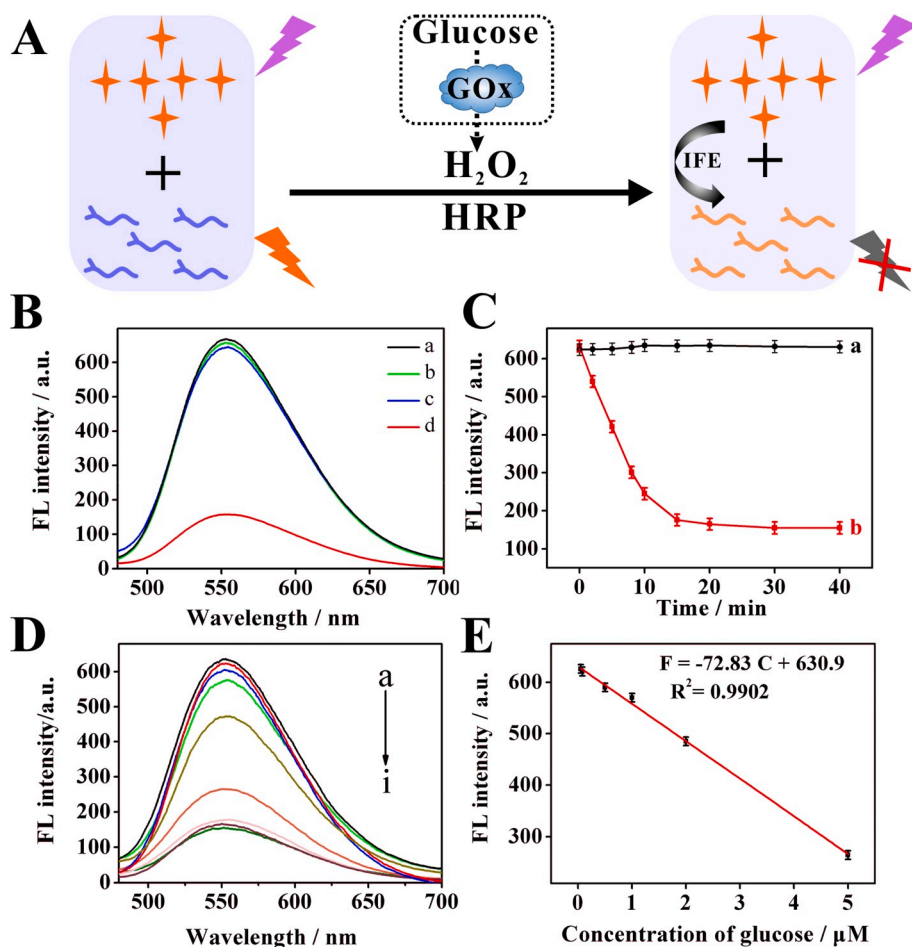 A
Glucose
GOx
H₂O₂
HRP
+
+
IFE
B
FL intensity / a.u.
600
500
400
300
200
100
0
a
b
c
d
500
550
600
650
700
Wavelength / nm
C
FL intensity / a.u.
600
500
400
300
200
100
a
b
0
10
20
30
40
Time / min
D
FL intensity/a.u.
600
500
400
300
200
100
0
a
i
500
550
600
650
700
Wavelength / nm
E
FL intensity / a.u.
600
500
400
300
F = -72.83 C + 630.9
R²= 0.9902
0
1
2
3
4
5
Concentration of glucose / μM